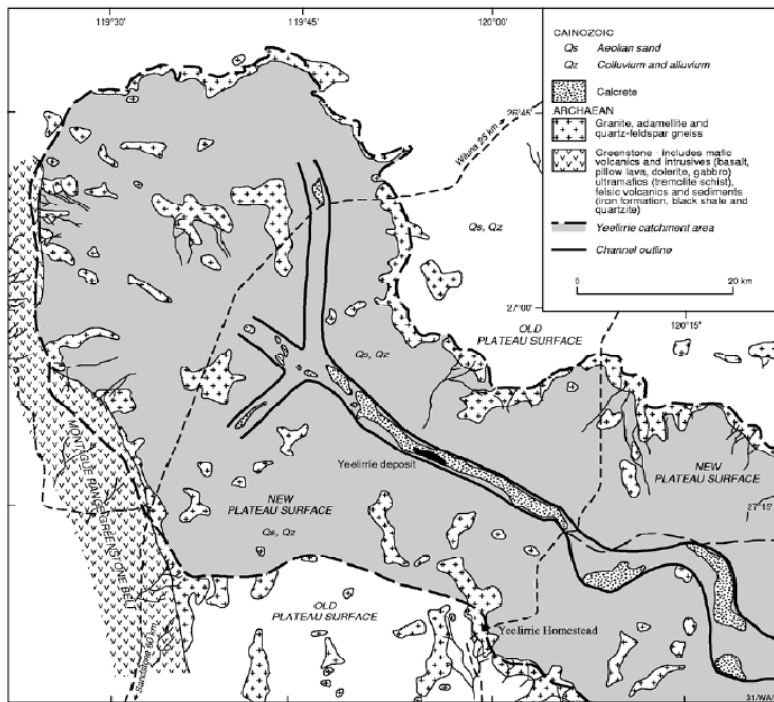 119°30'
119°45'
120°00'
CAINOZOIC
Qs Aeolian sand
Qz Colluvium and alluvium
Calcrete
ARCHAEAN
Granite, adamellite and
quartz-feldspar gneiss
Greenstone - includes mafic
volcanics and intrusives (basalt,
pillow lava, dolerite, gabbro)
ultramafics (tremolite schist),
felsic volcanics and sediments
(iron formation, black shale and
quartzite)
Yeelirrie catchment area
Channel outline
0 20 km
26°45'
Wiluna 95 km
Qs, Qz
27°00'
OLD
PLATEAU SURFACE
120°15'
Qs, Qz
Yeelirrie deposit
NEW
PLATEAU SURFACE
NEW
PLATEAU SURFACE
Qs, Qz
27°15'
MONTAGUE RANGE GREENSTONE BELT
OLD
PLATEAU SURFACE
Yeelirrie Homestead
Sandstone 60 km